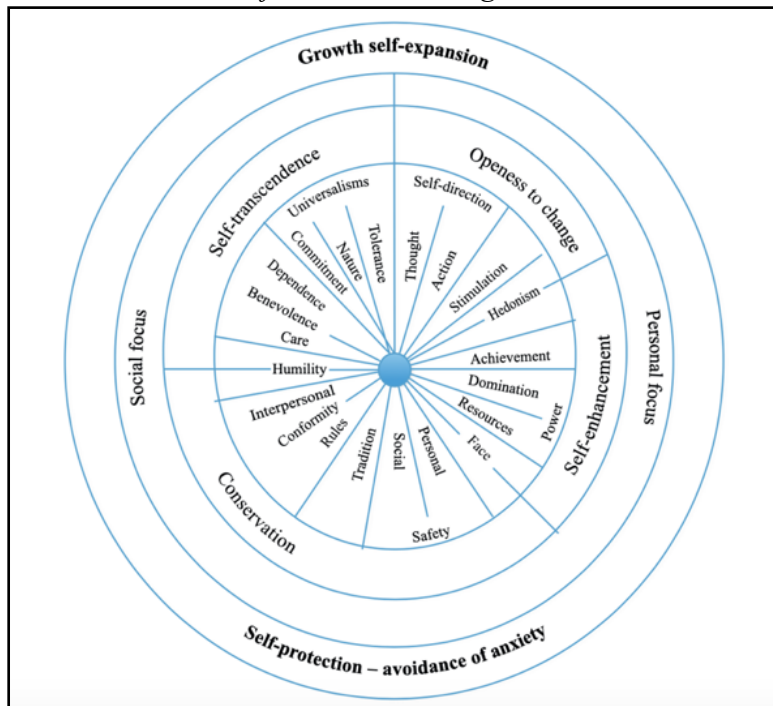 Growth self-expansion
Self-transcendence
Openess to change
Universalisms
Self-direction
Commitment
Nature
Tolerance
Thought
Action
Dependence
Stimulation
Benevolence
Hedonism
Care
Social focus
Personal focus
Humility
Achievement
Interpersonal
Domination
Conformity
Resources
Power
Rules
Face
Self-enhancement
Tradition
Social
Personal
Conservation
Safety
Self-protection – avoidance of anxiety